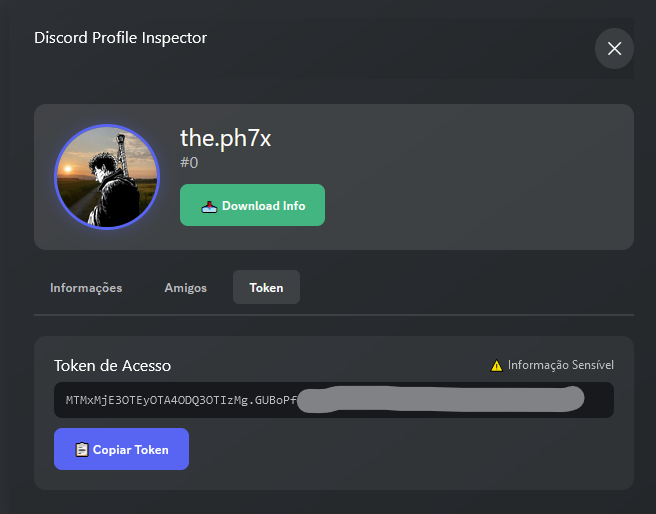 Discord Profile Inspector
the.ph7x
#0
Download Info
Informações
Amigos
Token
Token de Acesso
Informação Sensível
MTMxMjE3OTEyOTA4ODQ3OTIzMg.GUBoPf
Copiar Token